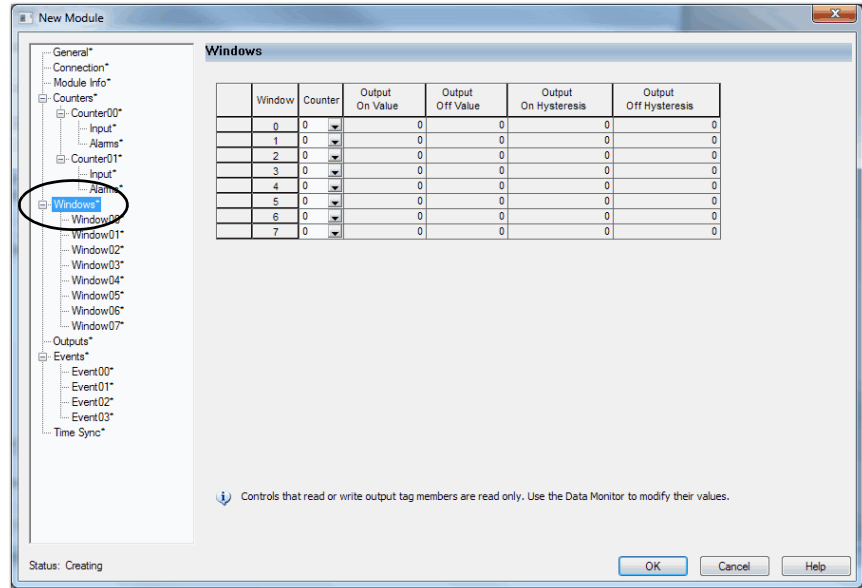 New Module
General*
Connection*
Module Info*
Counters*
Counter00*
Input*
Alarms*
Counter01*
Input*
Alarms*
Windows*
Window00*
Window01*
Window02*
Window03*
Window04*
Window05*
Window06*
Window07*
Outputs*
Events*
Event00*
Event01*
Event02*
Event03*
Time Sync*
Windows
Window Counter Output On Value Output Off Value Output On Hysteresis Output Off Hysteresis
0 0 0 0 0 0
1 0 0 0 0 0
2 0 0 0 0 0
3 0 0 0 0 0
4 0 0 0 0 0
5 0 0 0 0 0
6 0 0 0 0 0
7 0 0 0 0 0
Controls that read or write output tag members are read only. Use the Data Monitor to modify their values.
Status: Creating
OK Cancel Help